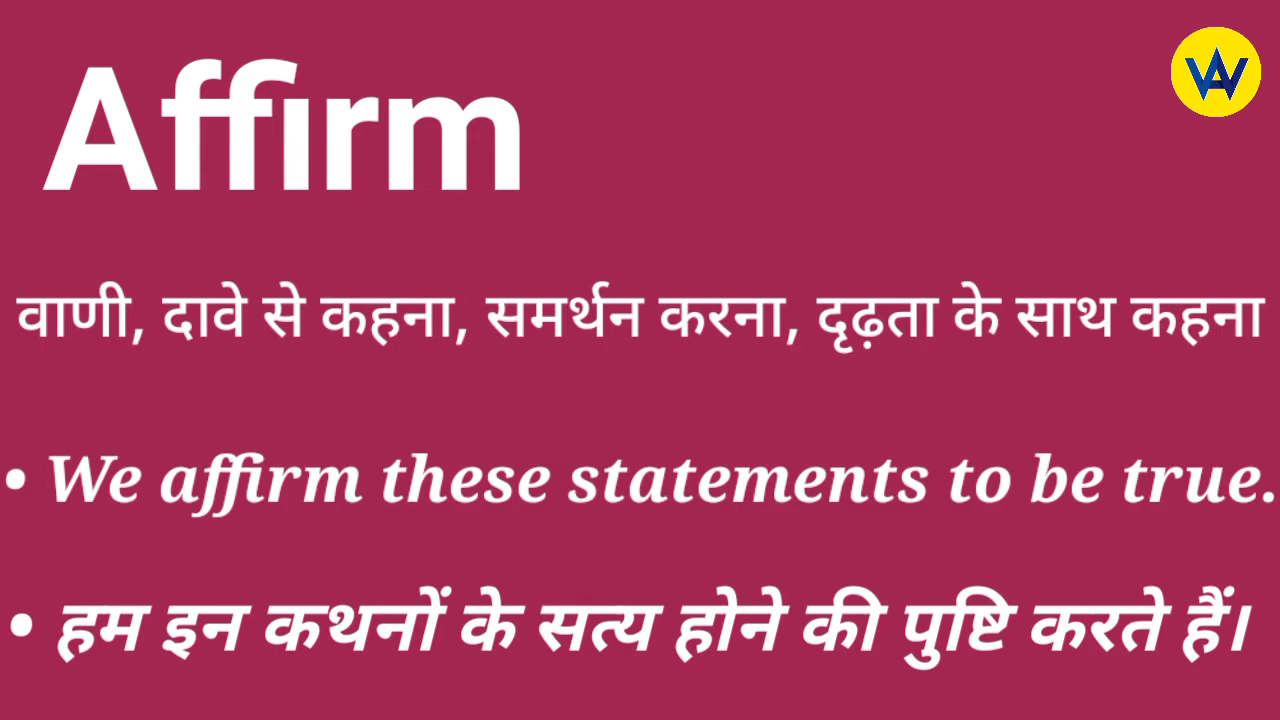 Affirm
वाणी, दावे से कहना, समर्थन करना, दृढ़ता के साथ कहना
• We affirm these statements to be true.
• हम इन कथनों के सत्य होने की पुष्टि करते हैं।